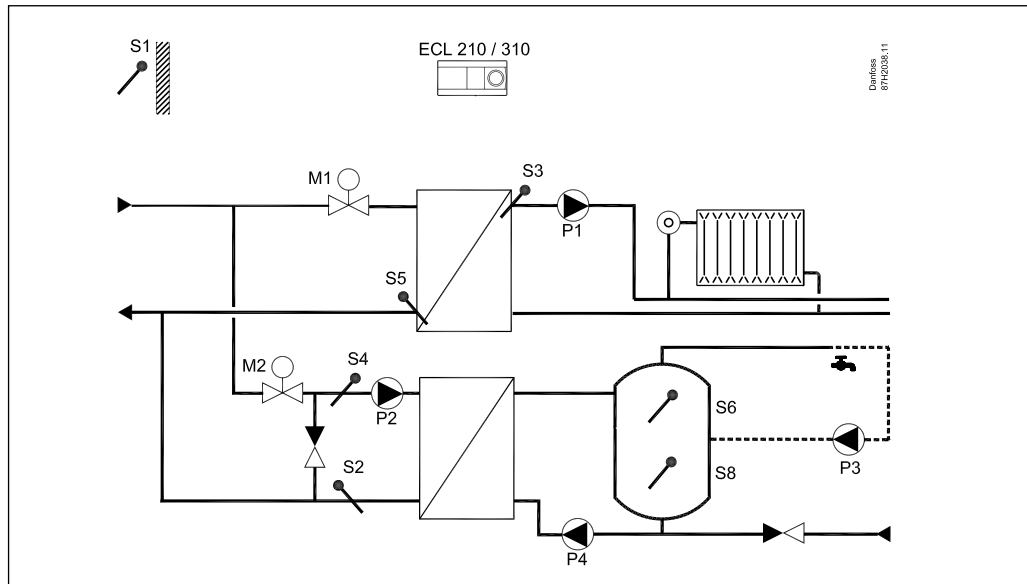 S1
ECL 210 / 310
Danfoss
87H2038.11
M1
S3
P1
S5
M2
S4
P2
S6
P3
S8
S2
P4